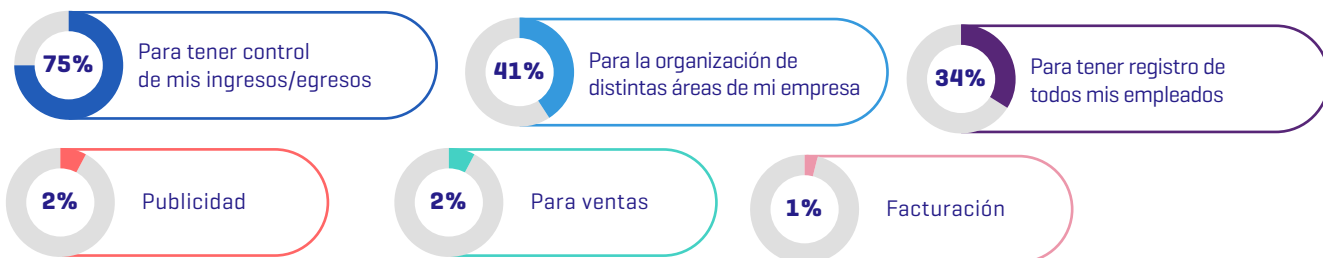 75%
Para tener control
de mis ingresos/egresos
41%
Para la organización de
distintas áreas de mi empresa
34%
Para tener registro de
todos mis empleados
2%
Publicidad
2%
Para ventas
1%
Facturación